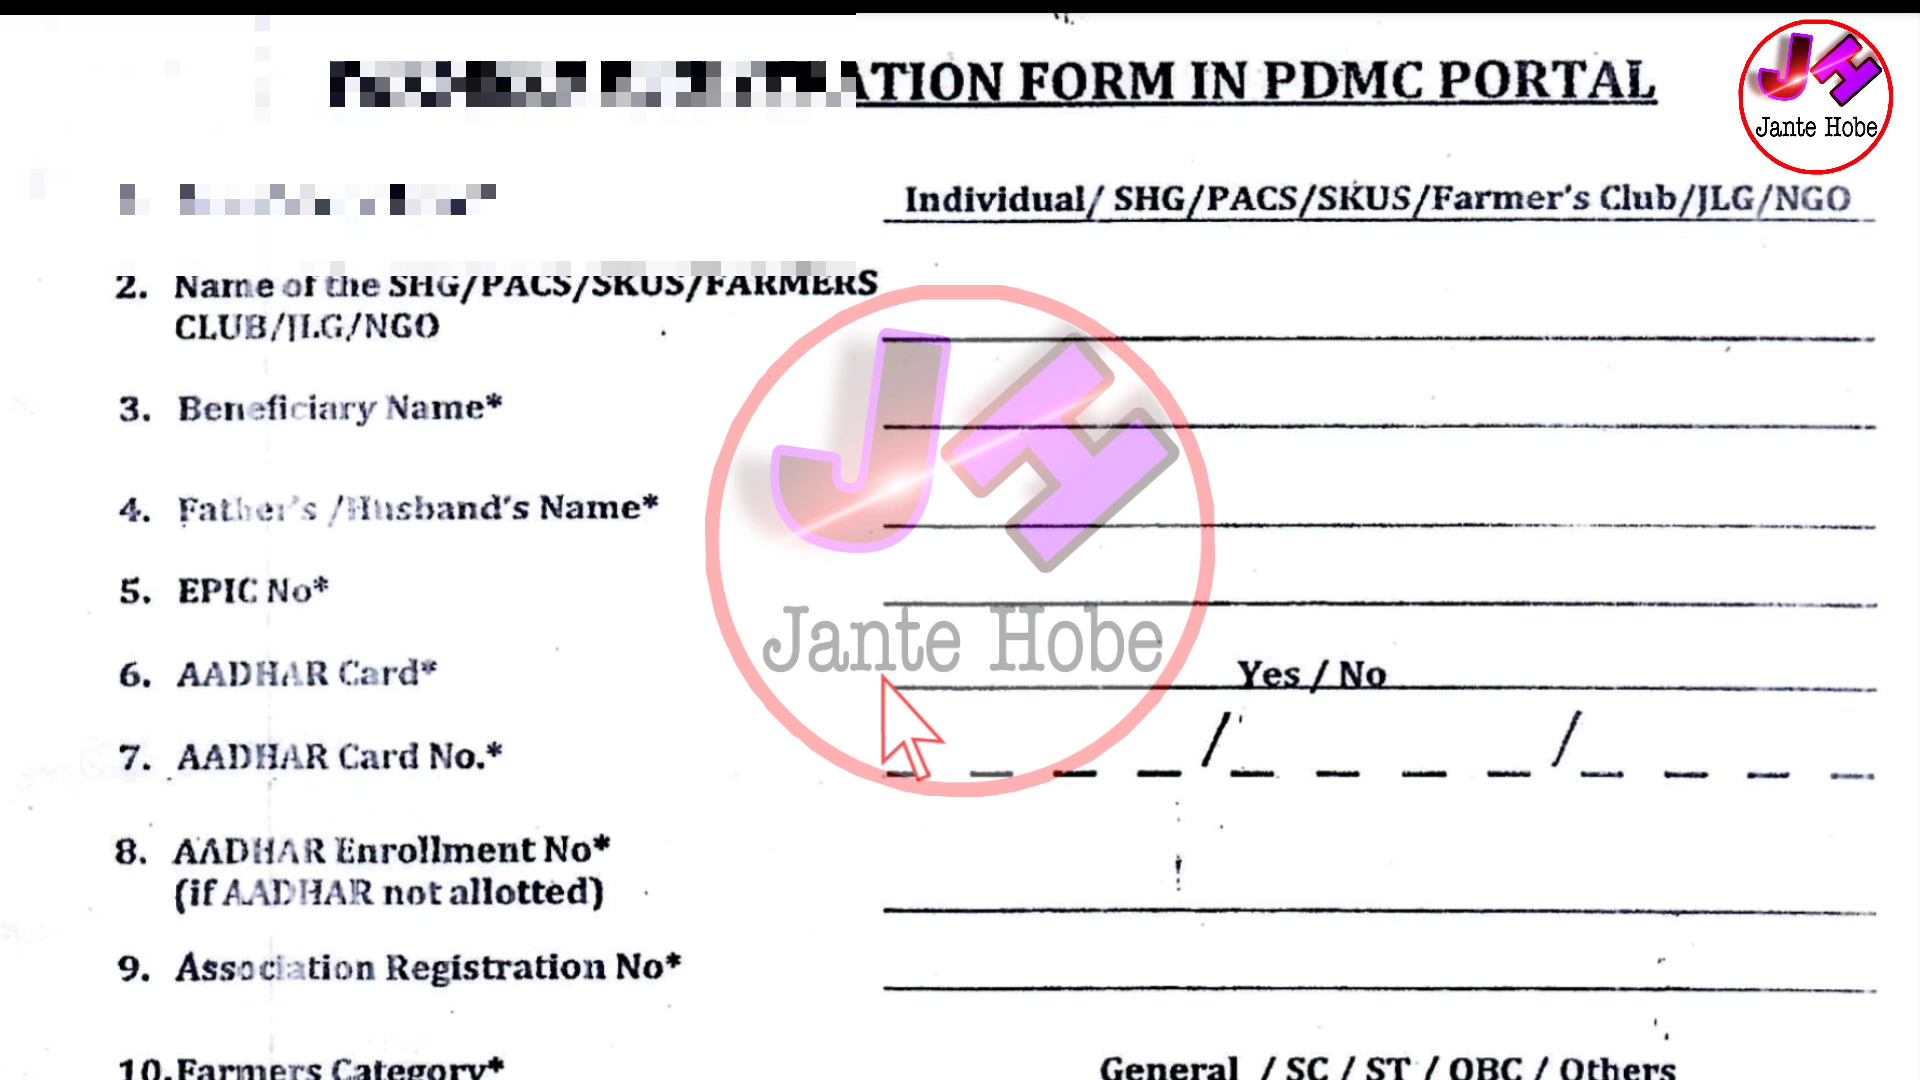 ATION FORM IN PDMC PORTAL
JH
Jante Hobe
Individual/ SHG/PACS/SKUS/Farmer's Club/JLG/NGO
2. Name of the SHG/PACS/SKUS/FARMERS
CLUB/JLG/NGO
3. Beneficiary Name*
4. Father's /Husband's Name*
5. EPIC No*
JH
Jante Hobe
6. AADHAR Card* Yes / No
7. AADHAR Card No.* _ _ _ _ / _ _ _ _ / _ _ _ _
8. AADHAR Enrollment No*
(if AADHAR not allotted)
9. Association Registration No*
10. Farmers Category* General / SC / ST / OBC / Others